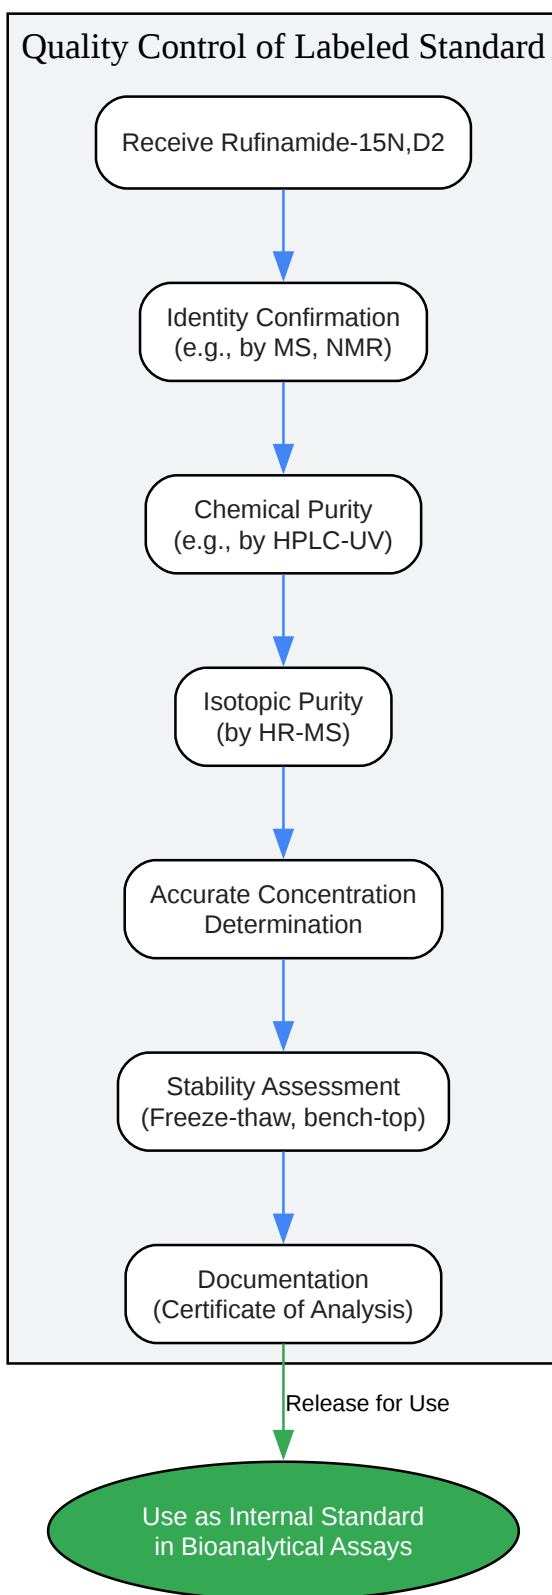 Quality Control of Labeled Standard
Receive Rufinamide-15N,D2
Identity Confirmation
(e.g., by MS, NMR)
Chemical Purity
(e.g., by HPLC-UV)
Isotopic Purity
(by HR-MS)
Accurate Concentration
Determination
Stability Assessment
(Freeze-thaw, bench-top)
Documentation
(Certificate of Analysis)
Release for Use
Use as Internal Standard
in Bioanalytical Assays